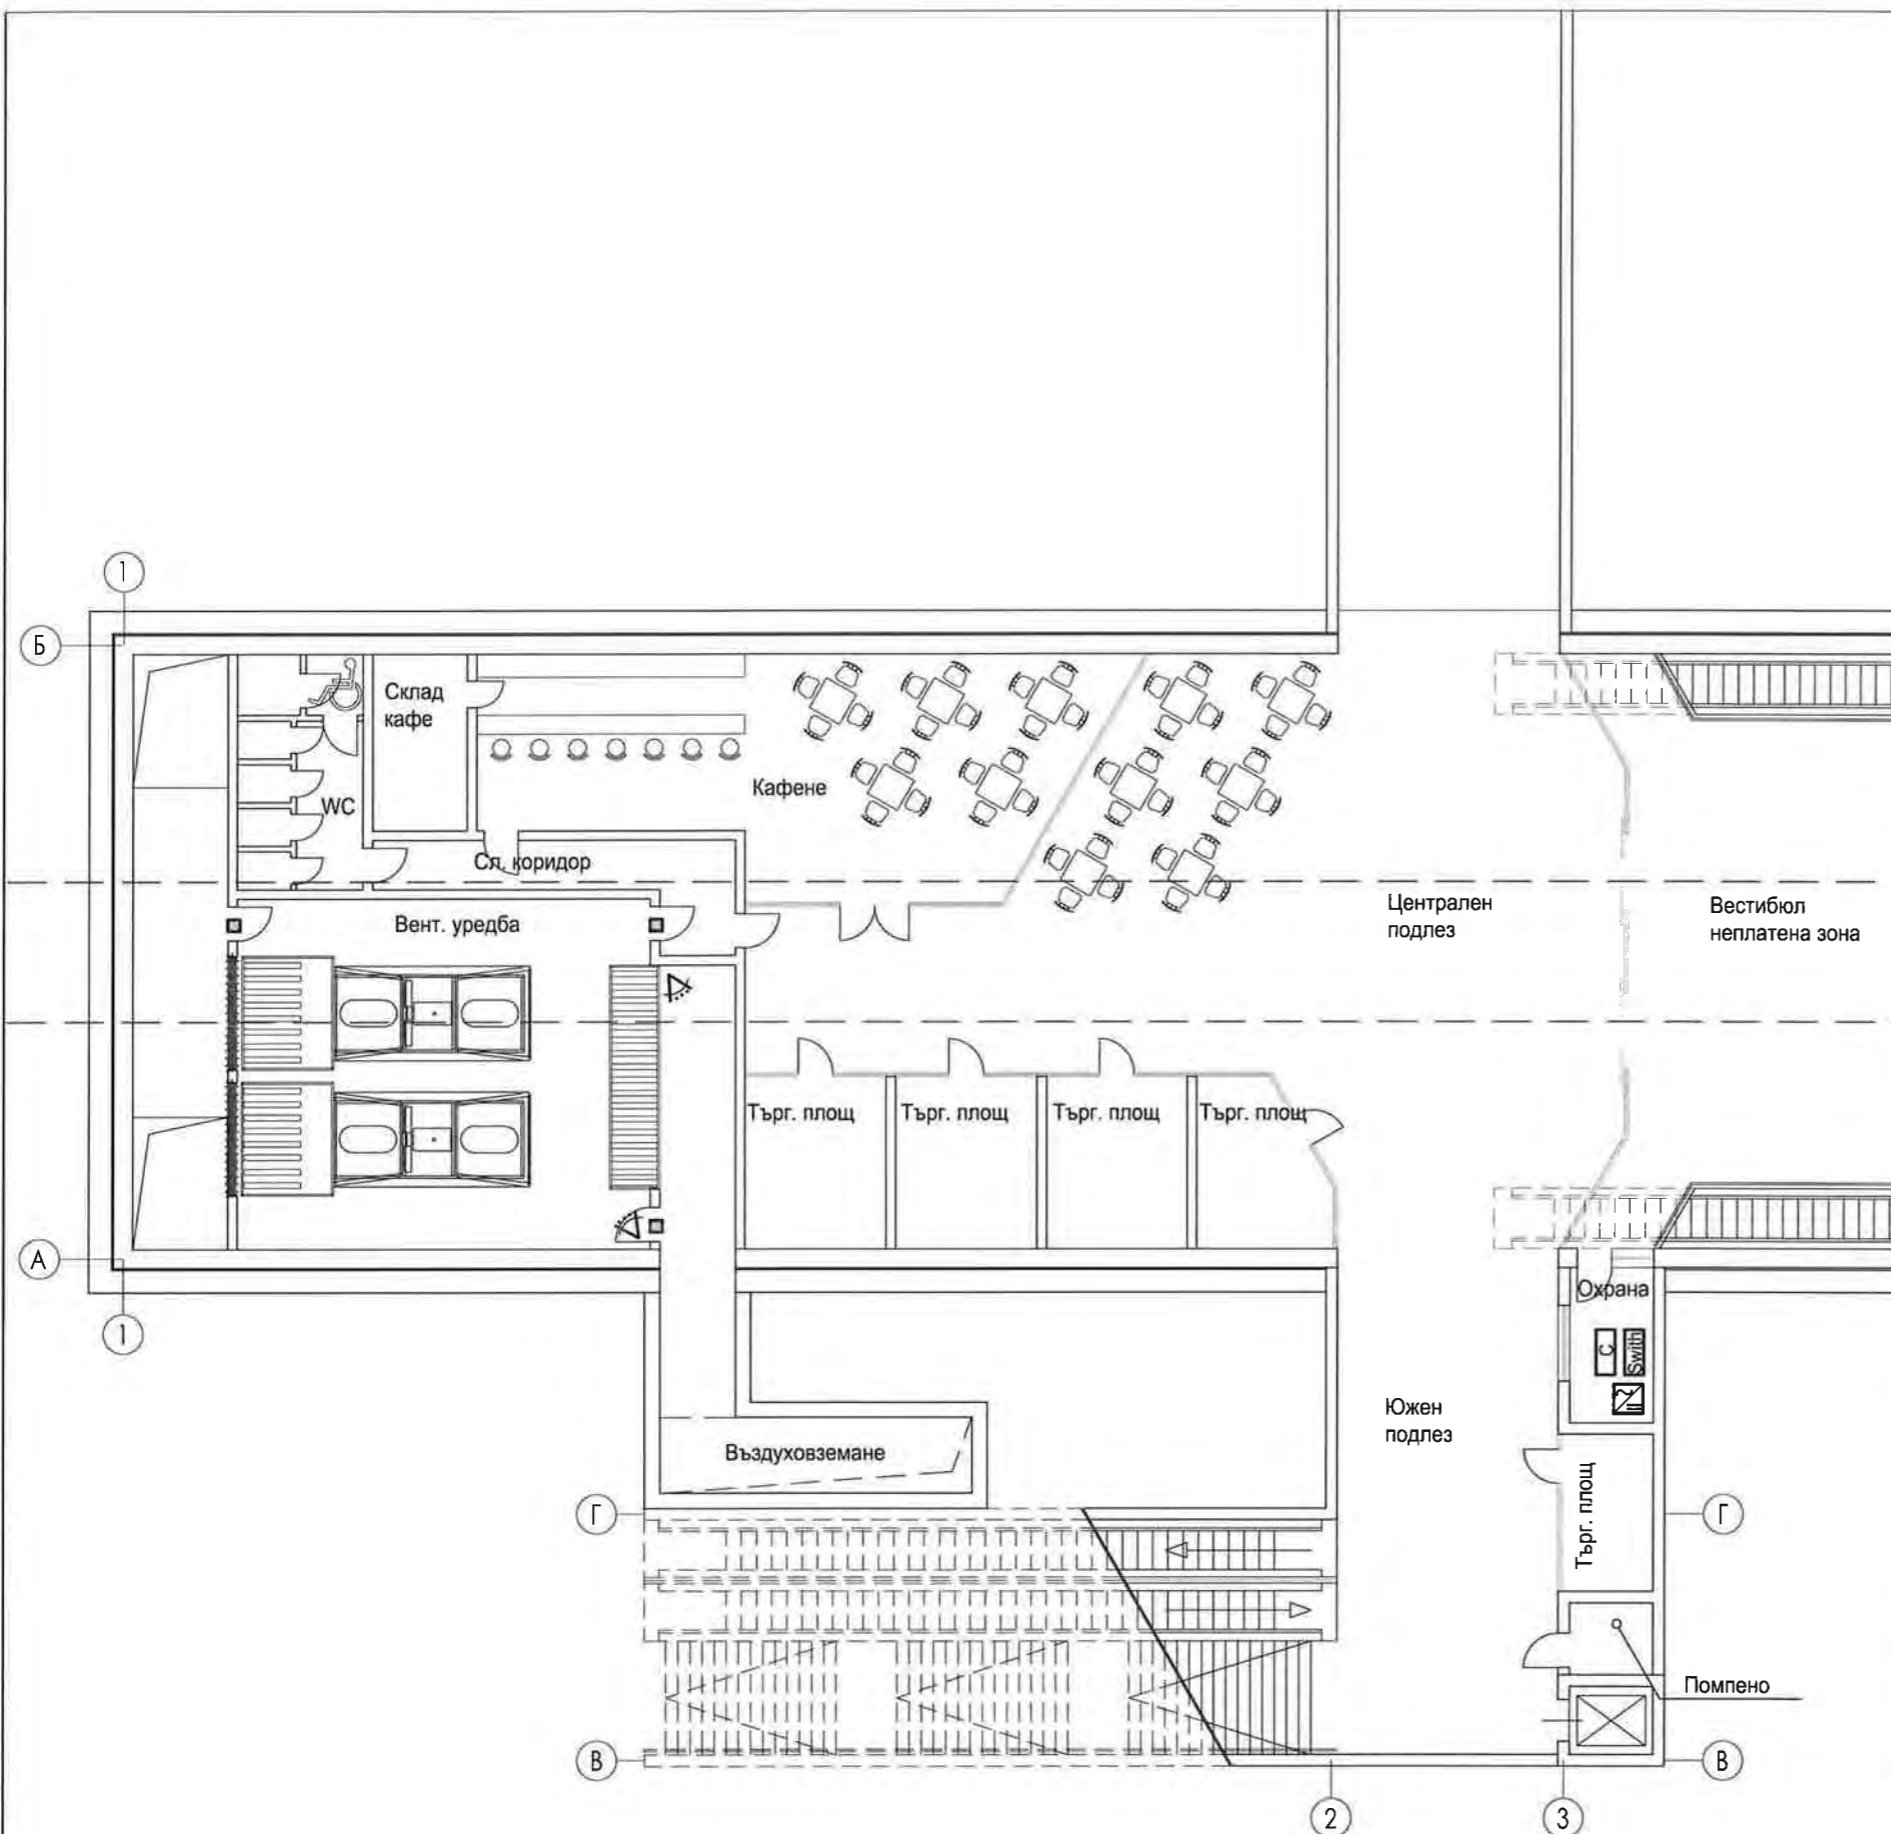 1
Б
Склад
кафе
WC
Кафене
Сл. коридор
Вент. уредба
Централен
подлез
Вестибюл
неплатена зона
Търг. площ
Търг. площ
Търг. площ
Търг. площ
А
1
Охрана
C
Swith
Южен
подлез
Въздуховземане
Търг. площ
Г
Г
Помпено
В
В
2
3